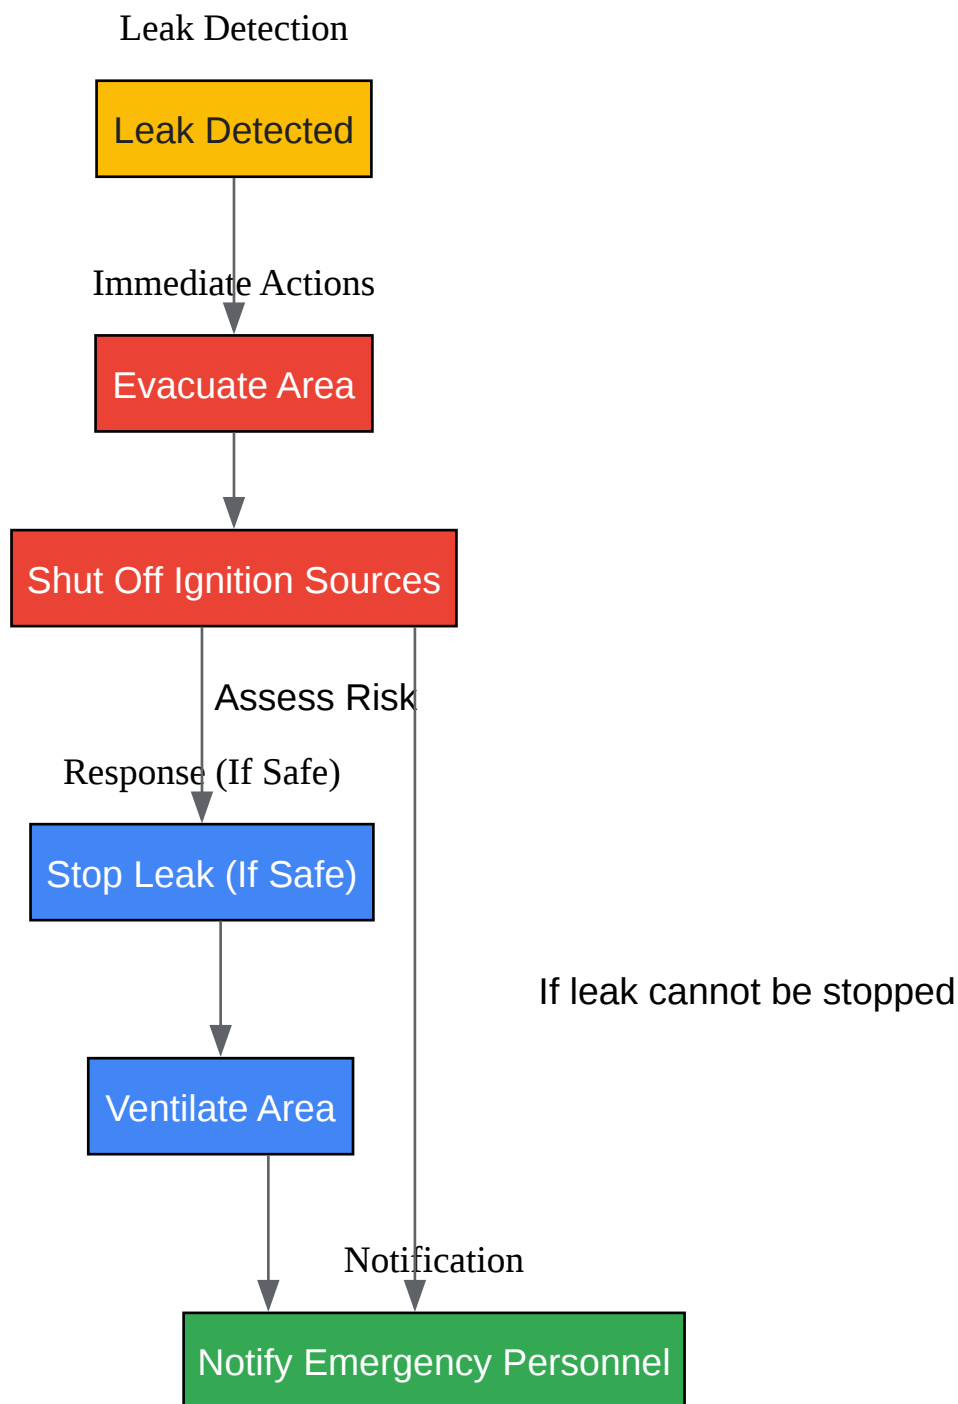 Leak Detection
Leak Detected
Immediate Actions
Evacuate Area
Shut Off Ignition Sources
Assess Risk
Response (If Safe)
Stop Leak (If Safe)
If leak cannot be stopped
Ventilate Area
Notification
Notify Emergency Personnel